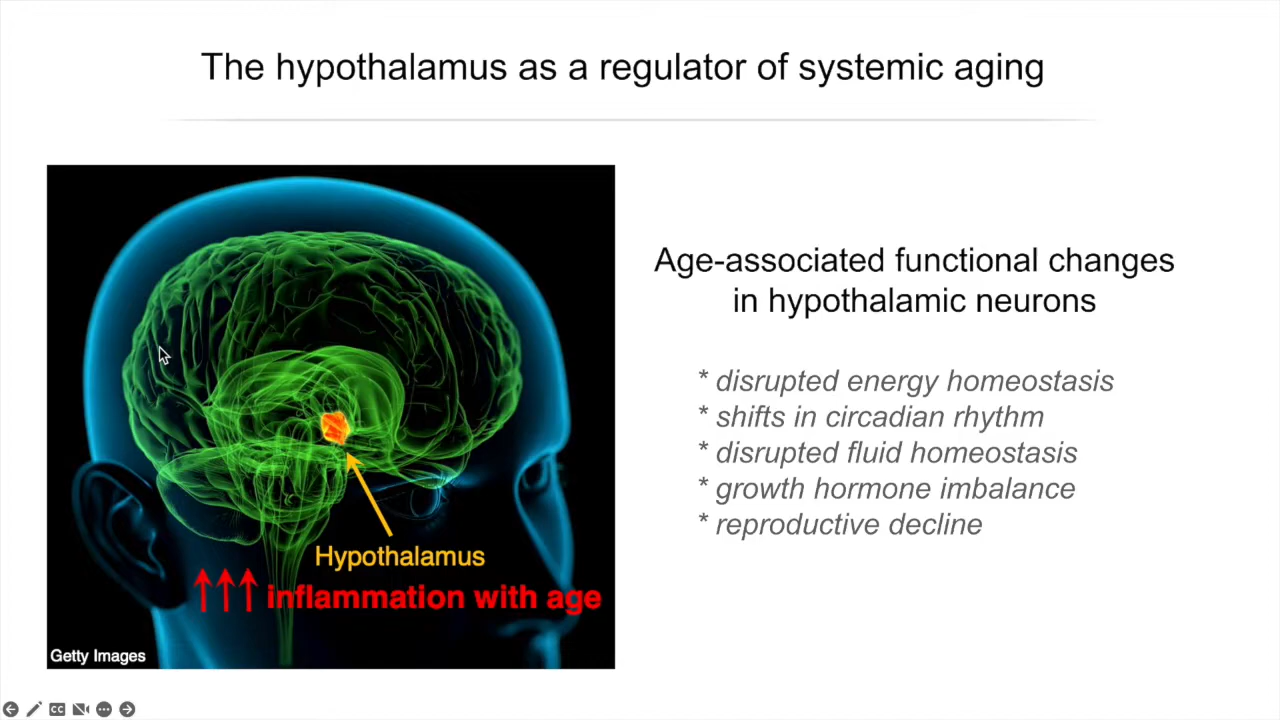 The hypothalamus as a regulator of systemic aging
Age-associated functional changes
in hypothalamic neurons
* disrupted energy homeostasis
* shifts in circadian rhythm
* disrupted fluid homeostasis
* growth hormone imbalance
* reproductive decline
Hypothalamus
↑↑↑ inflammation with age
Getty Images
CC